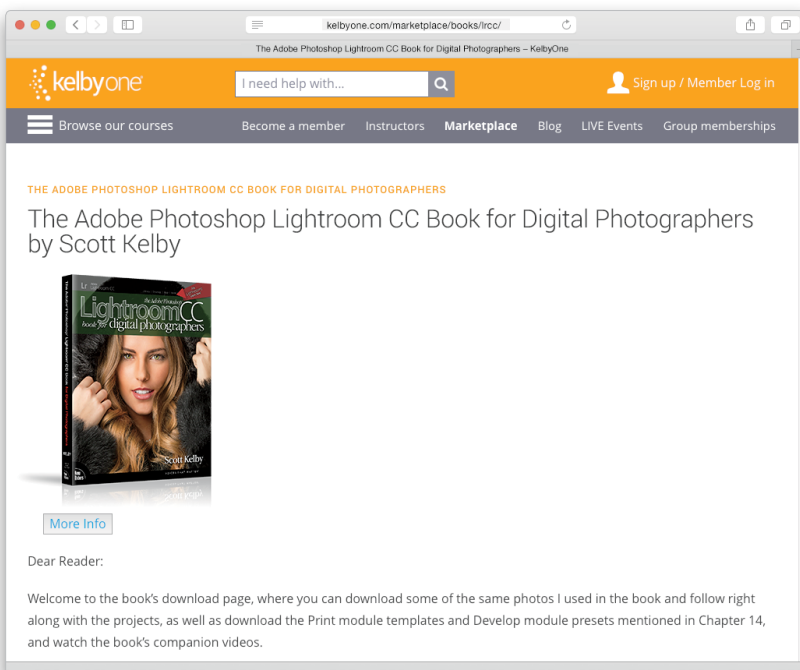 kelbyone.com/marketplace/books/lrcc/
The Adobe Photoshop Lightroom CC Book for Digital Photographers – KelbyOne
kelbyone
I need help with...
Sign up / Member Log in
Browse our courses
Become a member
Instructors
Marketplace
Blog
LIVE Events
Group memberships
THE ADOBE PHOTOSHOP LIGHTROOM CC BOOK FOR DIGITAL PHOTOGRAPHERS
The Adobe Photoshop Lightroom CC Book for Digital Photographers
by Scott Kelby
Lr
The Adobe Photoshop
LightroomCC
book for digital photographers
Scott Kelby
More Info
Dear Reader:
Welcome to the book's download page, where you can download some of the same photos I used in the book and follow right
along with the projects, as well as download the Print module templates and Develop module presets mentioned in Chapter 14,
and watch the book's companion videos.